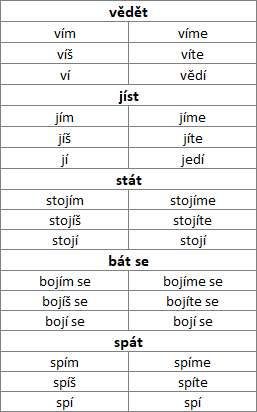 vědět
vím víme
víš víte
ví vědí
jíst
jím jíme
jíš jíte
jí jedí
stát
stojím stojíme
stojíš stojíte
stojí stojí
bát se
bojím se bojíme se
bojíš se bojíte se
bojí se bojí se
spát
spím spíme
spíš spíte
spí spí